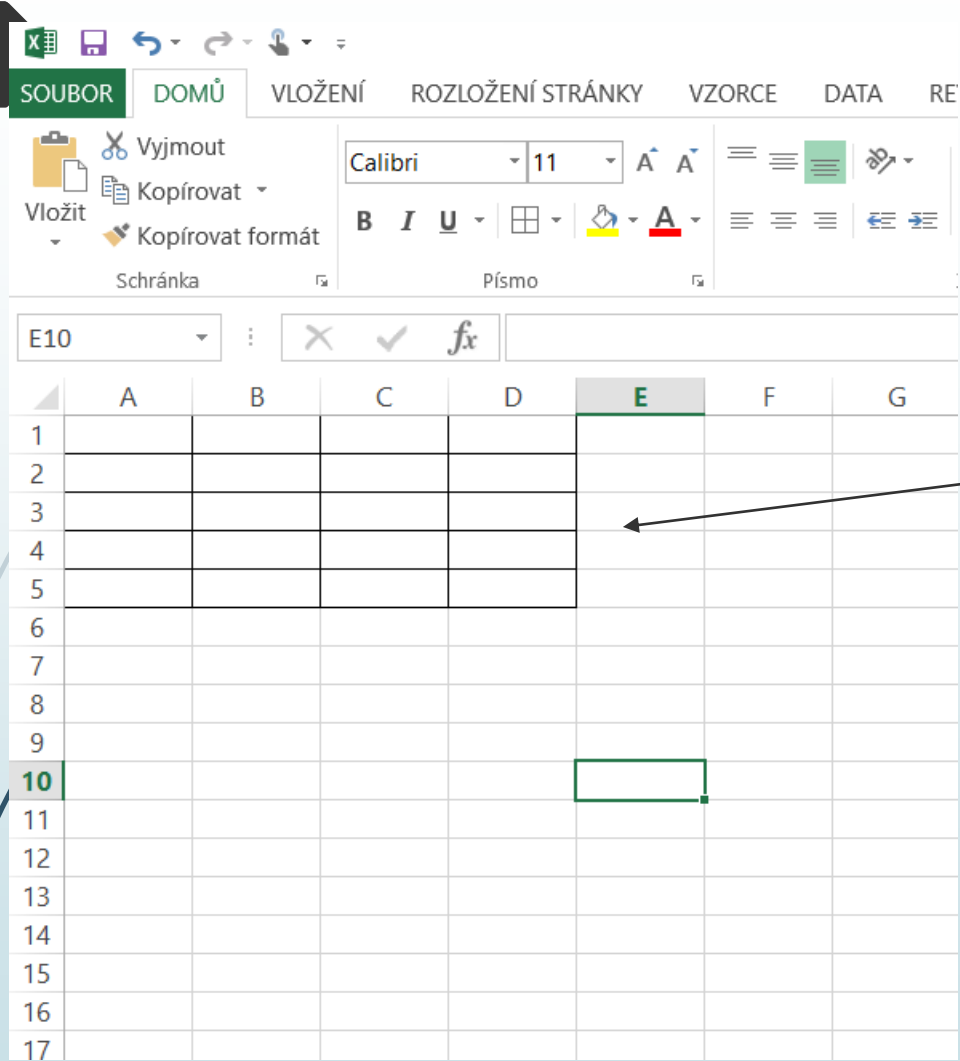 SOUBOR DOMŮ VLOŽENÍ ROZLOŽENÍ STRÁNKY VZORCE DATA RE
Vložit
Vyjmout
Kopírovat
Kopírovat formát
Schránka
Calibri 11 A A
B I U A
Písmo
E10 fx
A B C D E F G
1
2
3
4
5
6
7
8
9
10
11
12
13
14
15
16
17